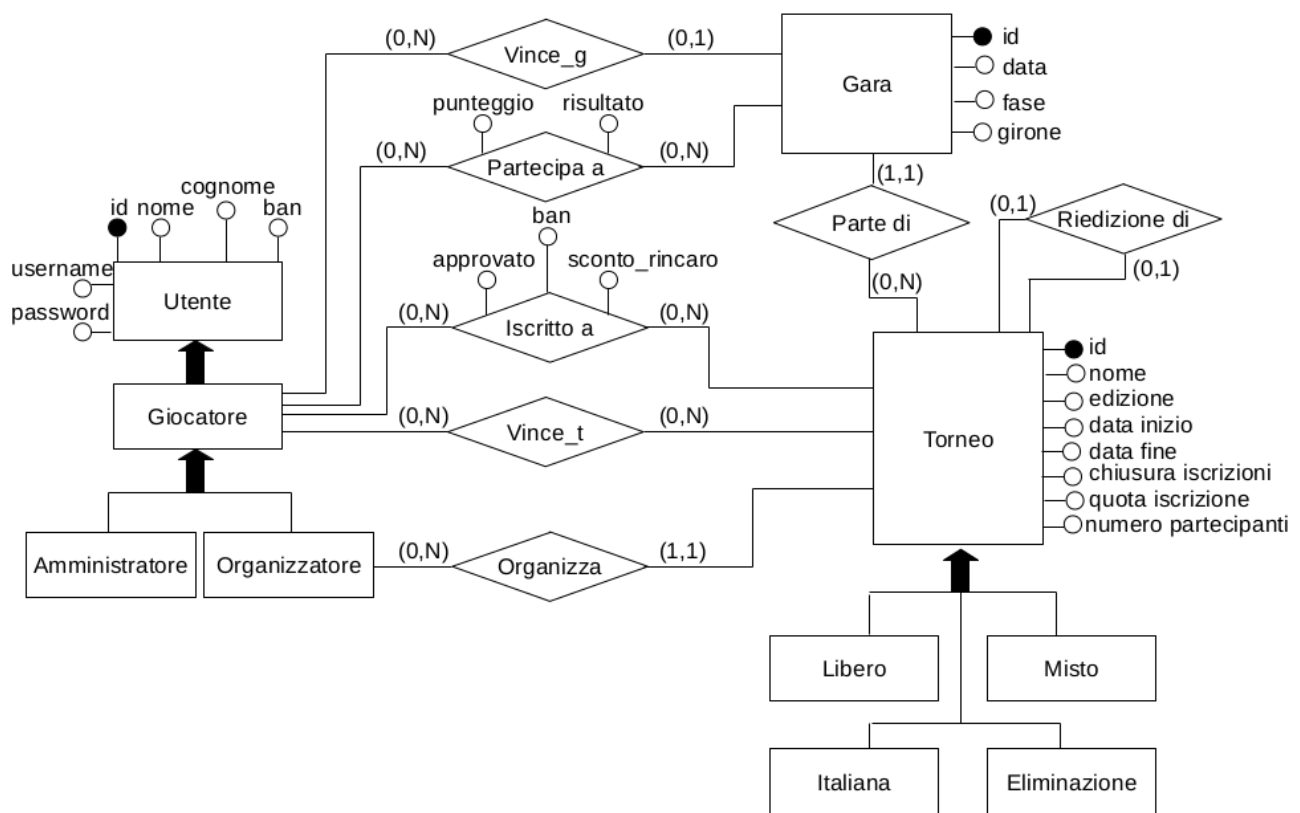 (0,N)
Vince_g
(0,1)
id
data
Gara
fase
girone
punteggio
risultato
(0,N)
Partecipa a
(0,N)
(1,1)
cognome
id
nome
ban
ban
(0,1)
Riedizione di
Parte di
(0,1)
username
Utente
password
approvato
sconto_rincaro
(0,N)
(0,N)
Iscritto a
(0,N)
id
nome
edizione
data inizio
data fine
chiusura iscrizioni
quota iscrizione
numero partecipanti
Giocatore
(0,N)
Vince_t
(0,N)
Torneo
Amministratore
Organizzatore
(0,N)
Organizza
(1,1)
Libero
Misto
Italiana
Eliminazione